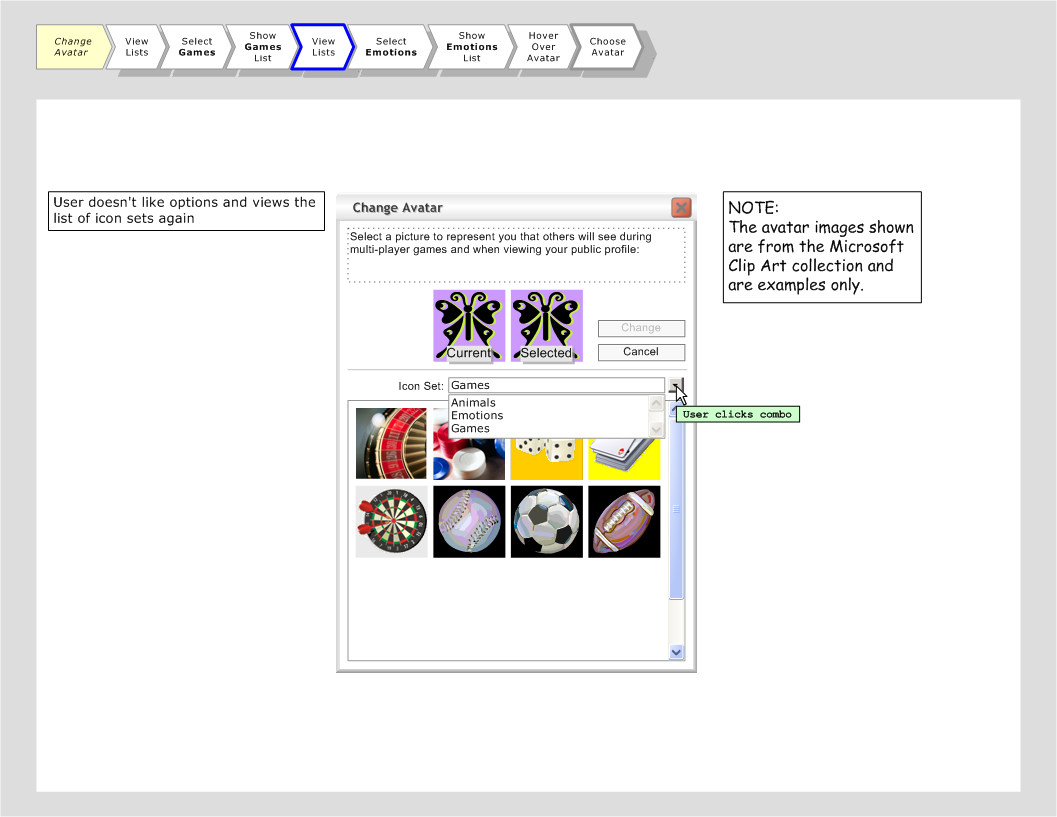 Change
Avatar
View
Lists
Select
Games
Show
Games
List
View
Lists
Select
Emotions
Show
Emotions
List
Hover
Over
Avatar
Choose
Avatar
User doesn't like options and views the
list of icon sets again
Change Avatar
Select a picture to represent you that others will see during
multi-player games and when viewing your public profile:
Current
Selected
Change
Cancel
Icon Set:
Games
Animals
Emotions
Games
User clicks combo
NOTE:
The avatar images shown
are from the Microsoft
Clip Art collection and
are examples only.